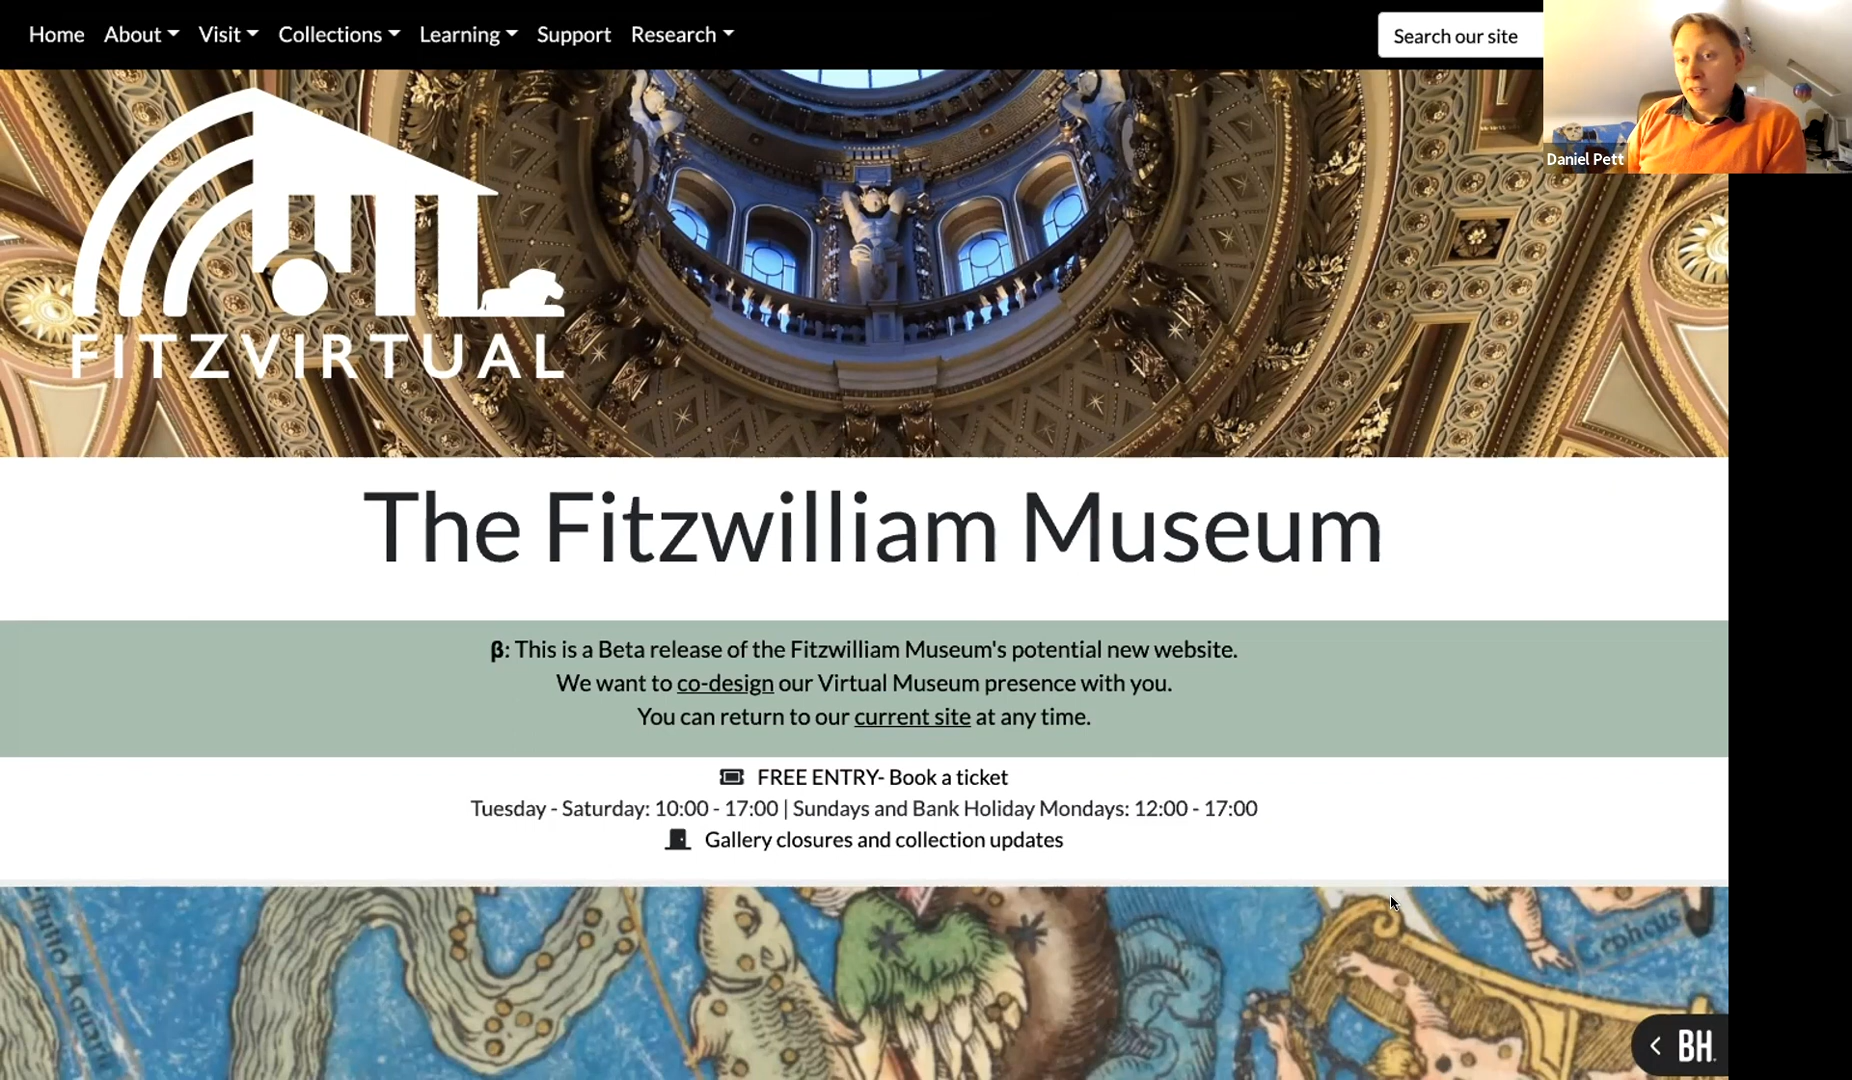 Home About Visit Collections Learning Support Research
Search our site
Daniel Pett
FITZVIRTUAL
The Fitzwilliam Museum
β: This is a Beta release of the Fitzwilliam Museum's potential new website.
We want to co-design our Virtual Museum presence with you.
You can return to our current site at any time.
FREE ENTRY- Book a ticket
Tuesday - Saturday: 10:00 - 17:00 | Sundays and Bank Holiday Mondays: 12:00 - 17:00
Gallery closures and collection updates
Cepheus
BH.